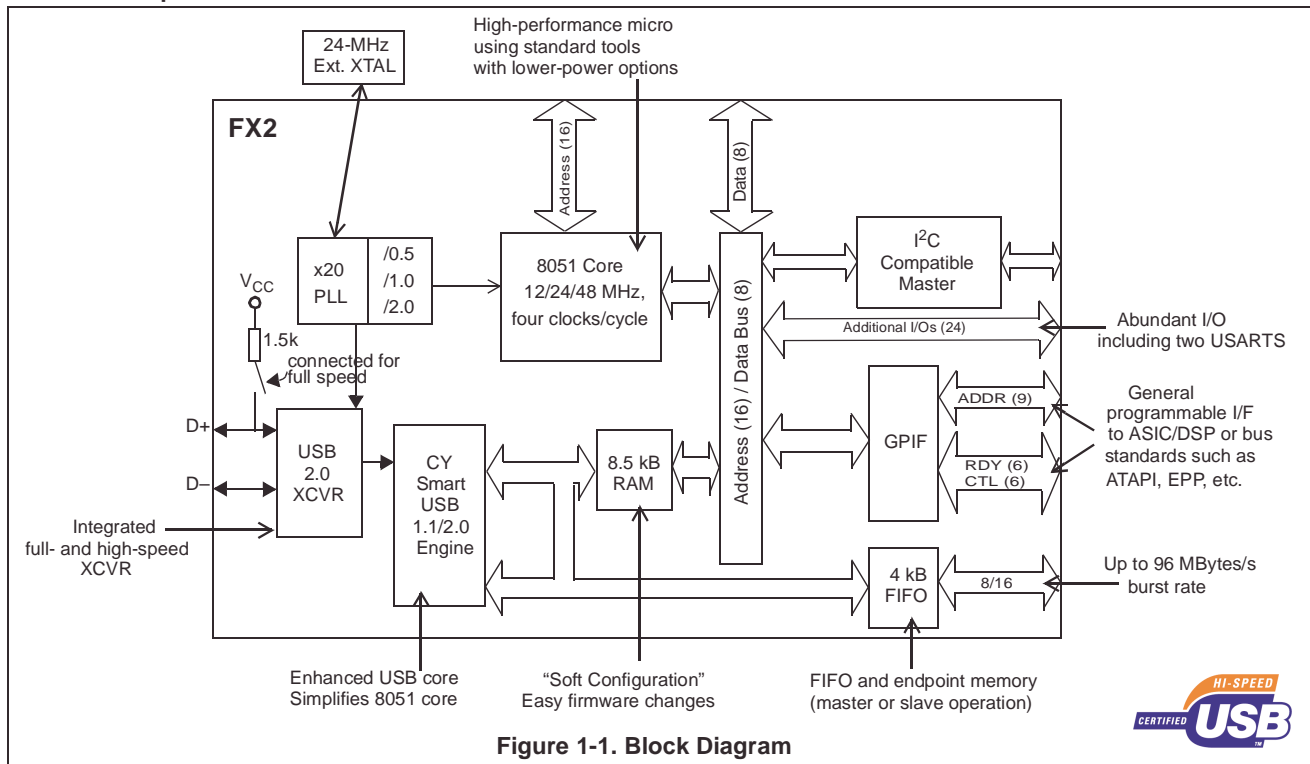 High-performance micro
using standard tools
with lower-power options
24-MHz
Ext. XTAL
FX2
Address (16)
Data (8)
x20
PLL
/0.5
/1.0
/2.0
8051 Core
12/24/48 MHz,
four clocks/cycle
I²C
Compatible
Master
VCC
1.5k
connected for
full speed
Address (16) / Data Bus (8)
Additional I/Os (24)
Abundant I/O
including two USARTS
D+
D–
USB
2.0
XCVR
CY
Smart
USB
1.1/2.0
Engine
8.5 kB
RAM
GPIF
ADDR (9)
RDY (6)
CTL (6)
General
programmable I/F
to ASIC/DSP or bus
standards such as
ATAPI, EPP, etc.
Integrated
full- and high-speed
XCVR
4 kB
FIFO
8/16
Up to 96 MBytes/s
burst rate
Enhanced USB core
Simplifies 8051 core
“Soft Configuration”
Easy firmware changes
FIFO and endpoint memory
(master or slave operation)
HI-SPEED
CERTIFIED
USB
TM
Figure 1-1. Block Diagram